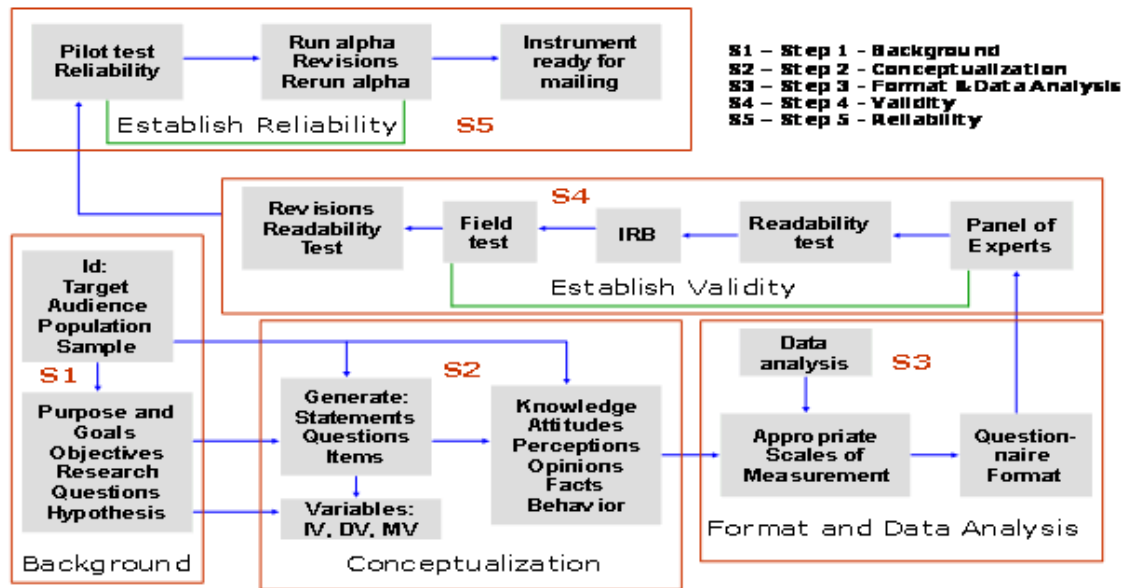 Pilot test
Reliability
Run alpha
Revisions
Rerun alpha
Instrument
ready for
mailing
Establish Reliability
S5
S1 – Step 1 - Background
S2 – Step 2 - Conceptualization
S3 – Step 3 - Format & Data Analysis
S4 – Step 4 - Validity
S5 – Step 5 - Reliability
S4
Revisions
Readability
Test
Field
test
IRB
Readability
test
Panel of
Experts
Establish Validity
Id:
Target
Audience
Population
Sample
S1
Purpose and
Goals
Objectives
Research
Questions
Hypothesis
Background
S2
Generate:
Statements
Questions
Items
Variables:
IV, DV, MV
Knowledge
Attitudes
Perceptions
Opinions
Facts
Behavior
Conceptualization
Data
analysis
S3
Appropriate
Scales of
Measurement
Question-
naire
Format
Format and Data Analysis